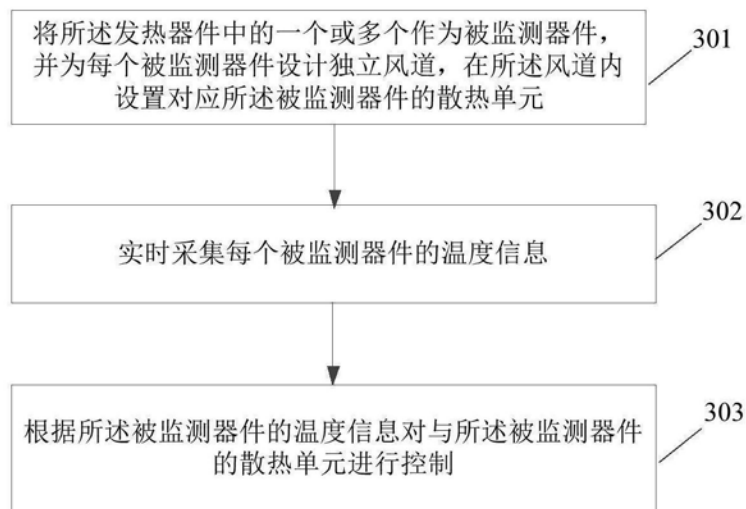 将所述发热器件中的一个或多个作为被监测器件，
并为每个被监测器件设计独立风道，在所述风道内
设置对应所述被监测器件的散热单元
301
实时采集每个被监测器件的温度信息
302
根据所述被监测器件的温度信息对与所述被监测器件
的散热单元进行控制
303